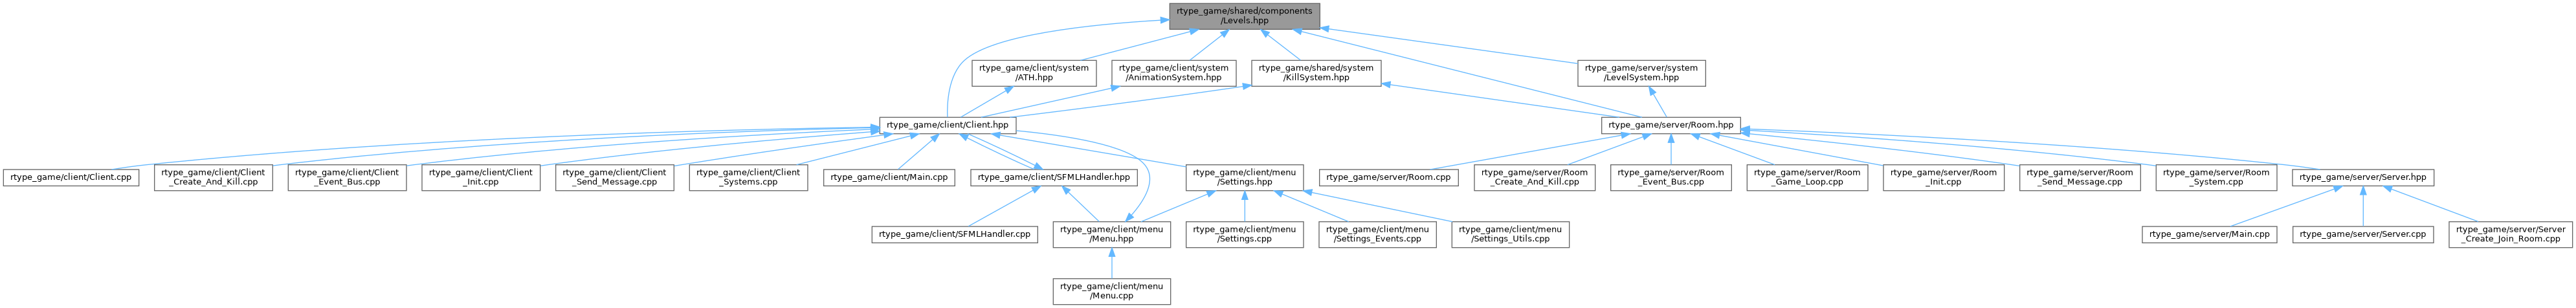 rtype_game/shared/components
/Levels.hpp
rtype_game/client/system
/ATH.hpp
rtype_game/client/system
/AnimationSystem.hpp
rtype_game/shared/system
/KillSystem.hpp
rtype_game/server/system
/LevelSystem.hpp
rtype_game/client/Client.hpp
rtype_game/server/Room.hpp
rtype_game/client/Client.cpp
rtype_game/client/Client
_Create_And_Kill.cpp
rtype_game/client/Client
_Event_Bus.cpp
rtype_game/client/Client
_Init.cpp
rtype_game/client/Client
_Send_Message.cpp
rtype_game/client/Client
_Systems.cpp
rtype_game/client/Main.cpp
rtype_game/client/SFMLHandler.hpp
rtype_game/client/menu
/Settings.hpp
rtype_game/server/Room.cpp
rtype_game/server/Room
_Create_And_Kill.cpp
rtype_game/server/Room
_Event_Bus.cpp
rtype_game/server/Room
_Game_Loop.cpp
rtype_game/server/Room
_Init.cpp
rtype_game/server/Room
_Send_Message.cpp
rtype_game/server/Room
_System.cpp
rtype_game/server/Server.hpp
rtype_game/client/SFMLHandler.cpp
rtype_game/client/menu
/Menu.hpp
rtype_game/client/menu
/Settings.cpp
rtype_game/client/menu
/Settings_Events.cpp
rtype_game/client/menu
/Settings_Utils.cpp
rtype_game/server/Main.cpp
rtype_game/server/Server.cpp
rtype_game/server/Server
_Create_Join_Room.cpp
rtype_game/client/menu
/Menu.cpp